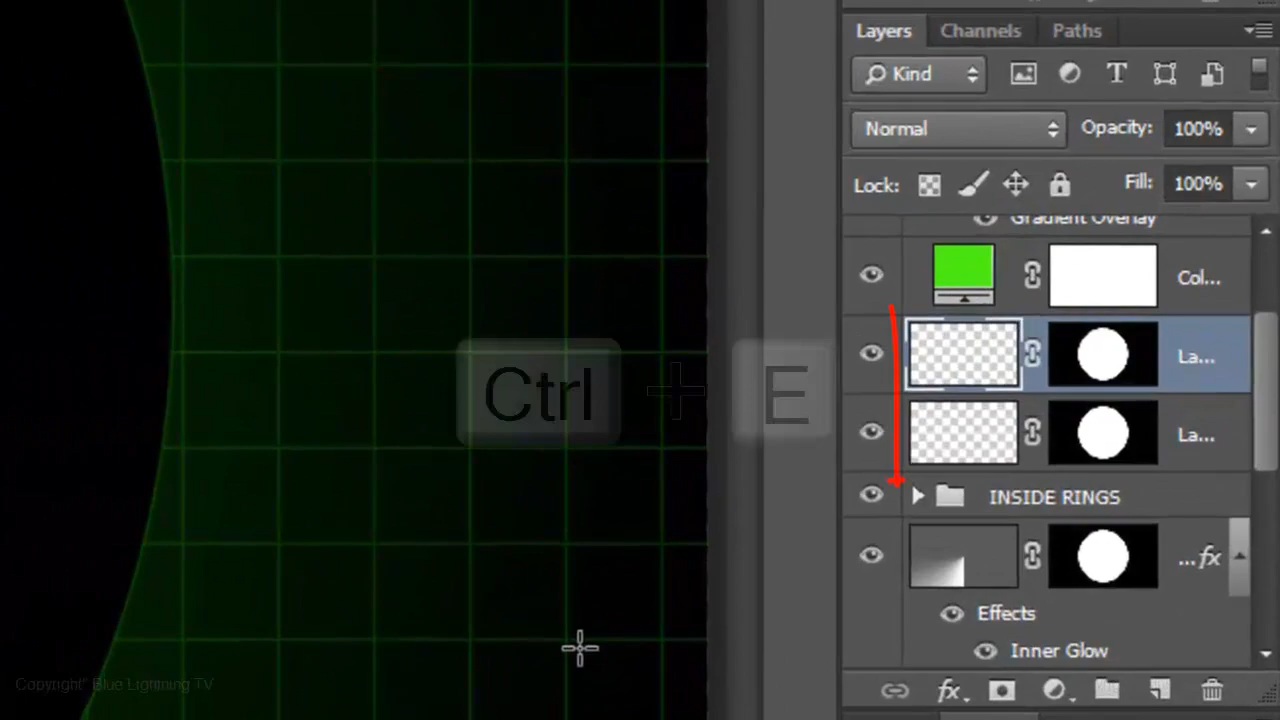 Layers Channels Paths
Kind T
Normal Opacity: 100%
Lock: Fill: 100%
Gradient Overlay
Col...
La...
Ctrl + E
La...
INSIDE RINGS
...fx
Effects
Inner Glow
Copyright© Blue Lightning TV
fx